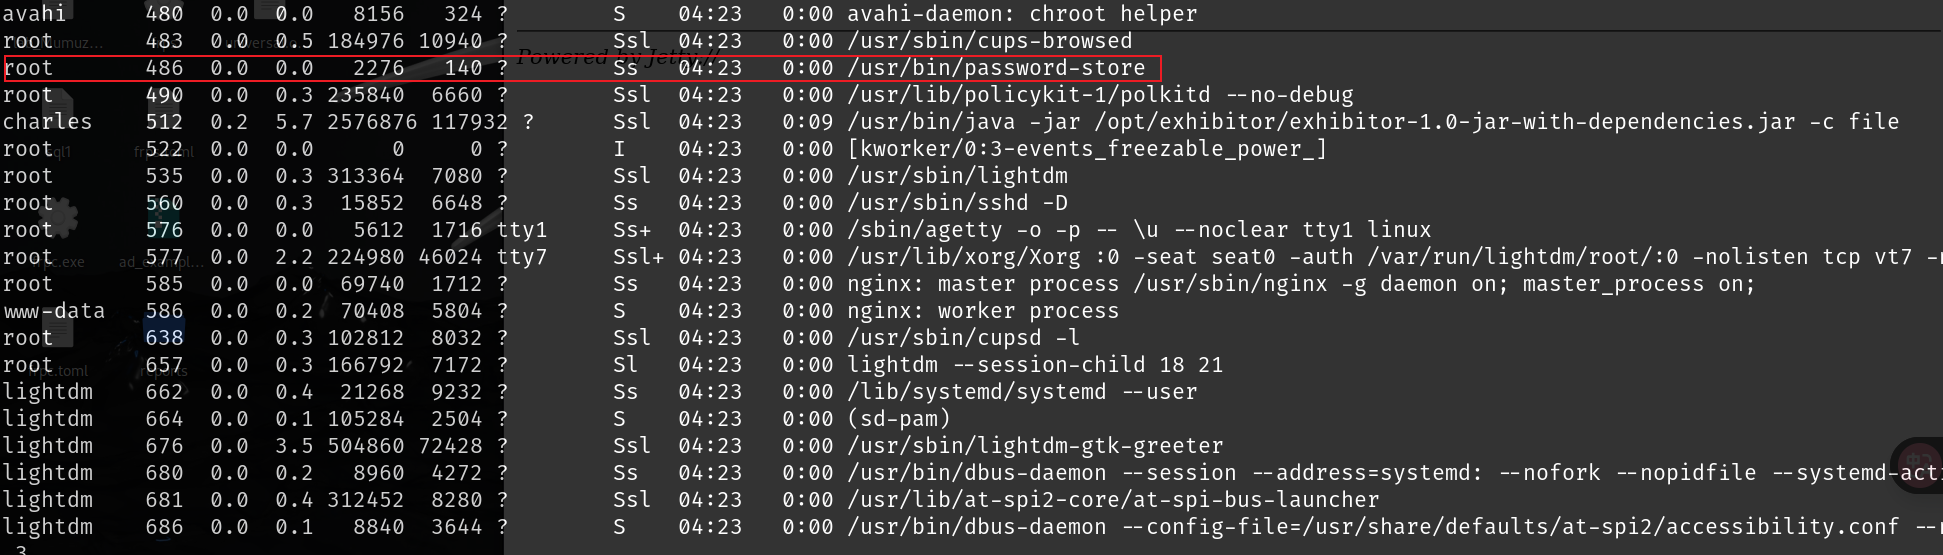 avahi 480 0.0 0.0 8156 324 ? S 04:23 0:00 avahi-daemon: chroot helper
root 483 0.0 0.5 184976 10940 ? Ssl 04:23 0:00 /usr/sbin/cups-browsed
Powered by Jetty://
root 486 0.0 0.0 2276 140 ? Ss 04:23 0:00 /usr/bin/password-store
root 490 0.0 0.3 235840 6660 ? Ssl 04:23 0:00 /usr/lib/policykit-1/polkitd --no-debug
charles 512 0.2 5.7 2576876 117932 ? Ssl 04:23 0:09 /usr/bin/java -jar /opt/exhibitor/exhibitor-1.0-jar-with-dependencies.jar -c file
root 522 0.0 0.0 0 0 ? I 04:23 0:00 [kworker/0:3-events_freezable_power_]
root 535 0.0 0.3 313364 7080 ? Ssl 04:23 0:00 /usr/sbin/lightdm
root 560 0.0 0.3 15852 6648 ? Ss 04:23 0:00 /usr/sbin/sshd -D
root 576 0.0 0.0 5612 1716 tty1 Ss+ 04:23 0:00 /sbin/agetty -o -p -- \u --noclear tty1 linux
root 577 0.0 2.2 224980 46024 tty7 Ssl+ 04:23 0:00 /usr/lib/xorg/Xorg :0 -seat seat0 -auth /var/run/lightdm/root/:0 -nolisten tcp vt7 -
root 585 0.0 0.0 69740 1712 ? Ss 04:23 0:00 nginx: master process /usr/sbin/nginx -g daemon on; master_process on;
www-data 586 0.0 0.2 70408 5804 ? S 04:23 0:00 nginx: worker process
root 638 0.0 0.3 102812 8032 ? Ssl 04:23 0:00 /usr/sbin/cupsd -l
root 657 0.0 0.3 166792 7172 ? Sl 04:23 0:00 lightdm --session-child 18 21
frpc.toml reports
lightdm 662 0.0 0.4 21268 9232 ? Ss 04:23 0:00 /lib/systemd/systemd --user
lightdm 664 0.0 0.1 105284 2504 ? S 04:23 0:00 (sd-pam)
lightdm 676 0.0 3.5 504860 72428 ? Ssl 04:23 0:00 /usr/sbin/lightdm-gtk-greeter
lightdm 680 0.0 0.2 8960 4272 ? Ss 04:23 0:00 /usr/bin/dbus-daemon --session --address=systemd: --nofork --nopidfile --systemd-acti
lightdm 681 0.0 0.4 312452 8280 ? Ssl 04:23 0:00 /usr/lib/at-spi2-core/at-spi-bus-launcher
lightdm 686 0.0 0.1 8840 3644 ? S 04:23 0:00 /usr/bin/dbus-daemon --config-file=/usr/share/defaults/at-spi2/accessibility.conf --